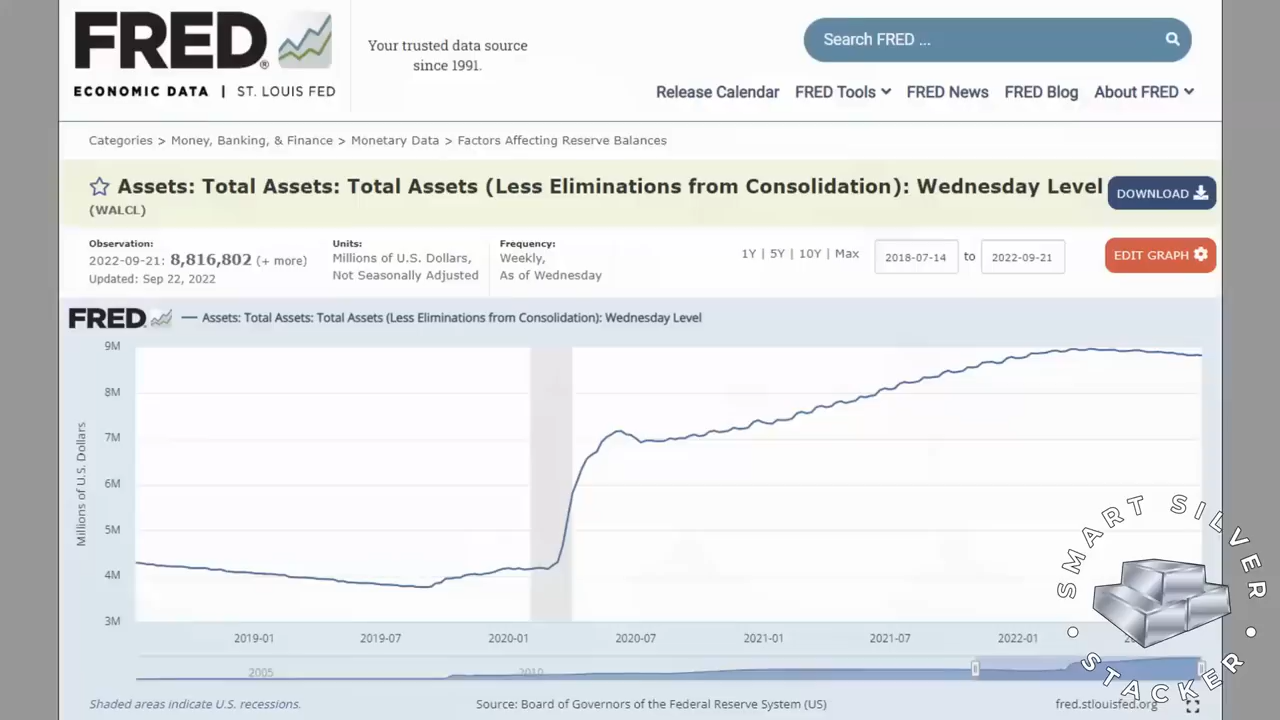 FRED®
ECONOMIC DATA | ST. LOUIS FED
Your trusted data source
since 1991.
Search FRED ...
Release Calendar FRED Tools FRED News FRED Blog About FRED
Categories > Money, Banking, & Finance > Monetary Data > Factors Affecting Reserve Balances
Assets: Total Assets: Total Assets (Less Eliminations from Consolidation): Wednesday Level
(WALCL)
DOWNLOAD
Observation:
2022-09-21: 8,816,802 (+ more)
Updated: Sep 22, 2022
Units:
Millions of U.S. Dollars,
Not Seasonally Adjusted
Frequency:
Weekly,
As of Wednesday
1Y | 5Y | 10Y | Max
2018-07-14 to 2022-09-21
EDIT GRAPH
FRED
Assets: Total Assets: Total Assets (Less Eliminations from Consolidation): Wednesday Level
Millions of U.S. Dollars
9M
8M
7M
6M
5M
4M
3M
2019-01 2019-07 2020-01 2020-07 2021-01 2021-07 2022-01
2005 2010
Shaded areas indicate U.S. recessions.
Source: Board of Governors of the Federal Reserve System (US)
fred.stlouisfed.org
SMART SILVER
STACKER